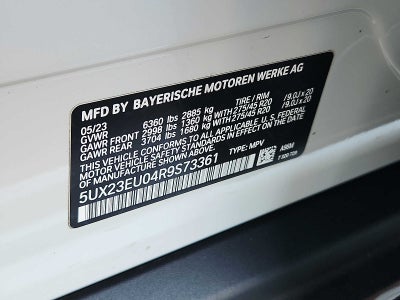 MFD BY BAYERISCHE MOTOREN WERKE AG
05/23 TIRE / RIM
GVWR 6360 lbs 2885 kg
GAWR FRONT 2998 lbs 1360 kg WITH 275/45 R20 /9.0J x 20
GAWR REAR 3704 lbs 1680 kg WITH 275/45 R20 /9.0J x 20
THIS VEHICLE CONFORMS TO ALL APPLICABLE U.S. FEDERAL
MOTOR VEHICLE SAFETY STANDARDS IN EFFECT ON THE DATE OF
MANUFACTURE SHOWN ABOVE.
5UX23EU04R9S73361 TYPE: MPV